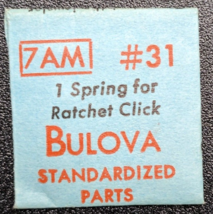 7AM #31
1 Spring for
Ratchet Click
BULOVA
STANDARDIZED
PARTS